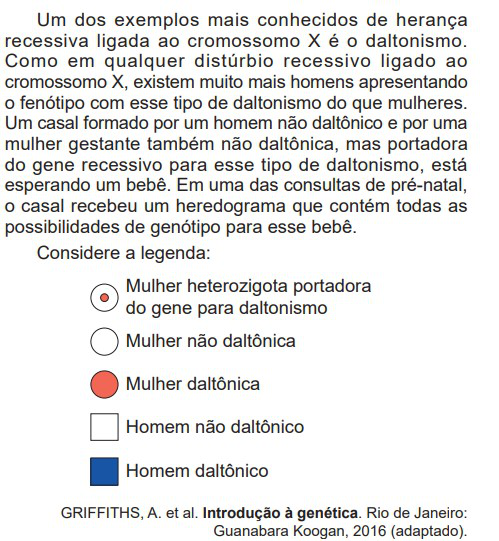 Um dos exemplos mais conhecidos de herança
recessiva ligada ao cromossomo X é o daltonismo.
Como em qualquer distúrbio recessivo ligado ao
cromossomo X, existem muito mais homens apresentando
o fenótipo com esse tipo de daltonismo do que mulheres.
Um casal formado por um homem não daltônico e por uma
mulher gestante também não daltônica, mas portadora
do gene recessivo para esse tipo de daltonismo, está
esperando um bebê. Em uma das consultas de pré-natal,
o casal recebeu um heredograma que contém todas as
possibilidades de genótipo para esse bebê.
Considere a legenda:
Mulher heterozigota portadora
do gene para daltonismo
Mulher não daltônica
Mulher daltônica
Homem não daltônico
Homem daltônico
GRIFFITHS, A. et al. Introdução à genética. Rio de Janeiro:
Guanabara Koogan, 2016 (adaptado).